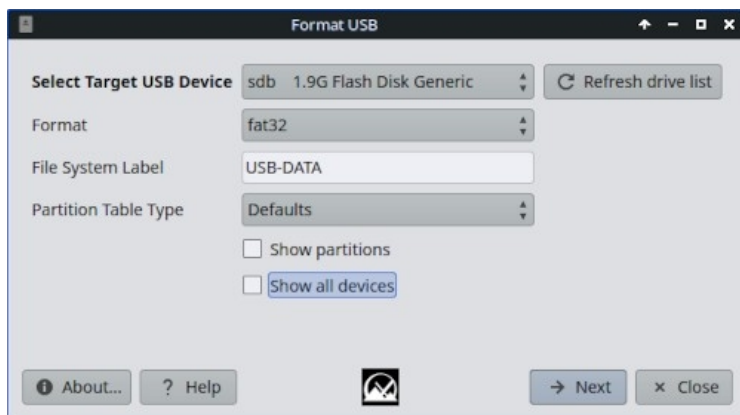 Format USB
Select Target USB Device sdb 1.9G Flash Disk Generic Refresh drive list
Format fat32
File System Label USB-DATA
Partition Table Type Defaults
Show partitions
Show all devices
About... ? Help Next Close